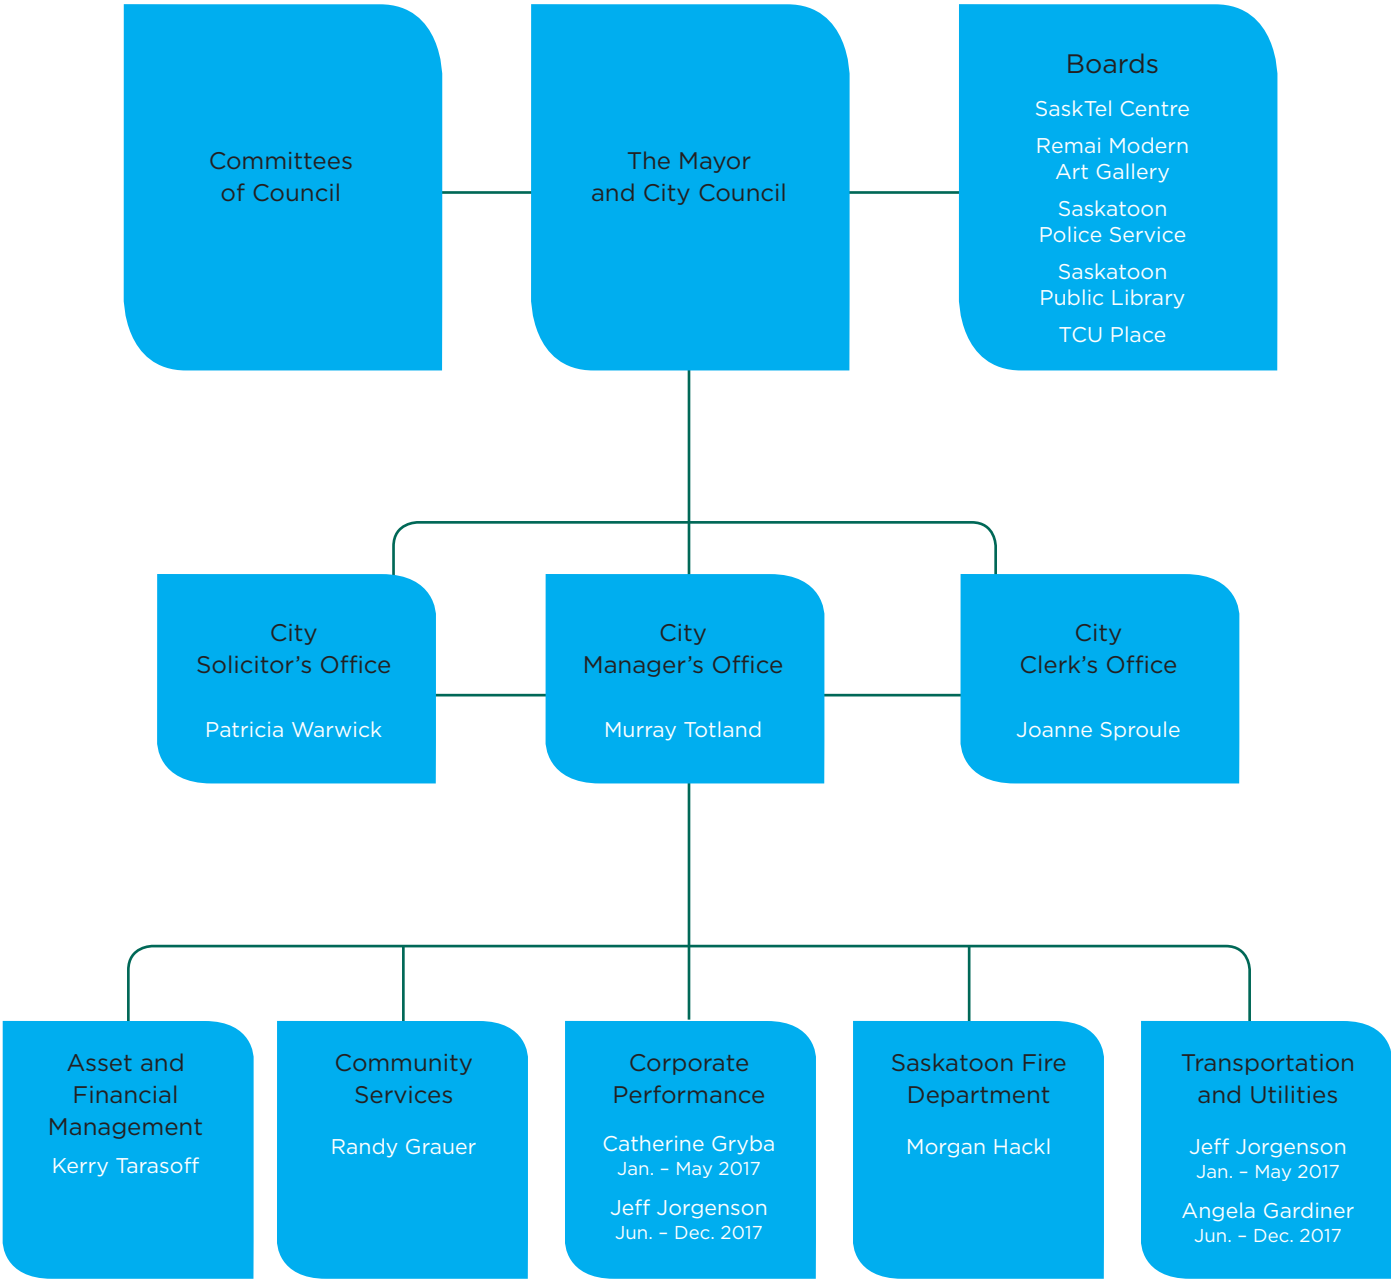 Committees
of Council
The Mayor
and City Council
Boards
SaskTel Centre
Remai Modern
Art Gallery
Saskatoon
Police Service
Saskatoon
Public Library
TCU Place
City
Solicitor’s Office
Patricia Warwick
City
Manager’s Office
Murray Totland
City
Clerk’s Office
Joanne Sproule
Asset and
Financial
Management
Kerry Tarasoff
Community
Services
Randy Grauer
Corporate
Performance
Catherine Gryba
Jan. – May 2017
Jeff Jorgenson
Jun. – Dec. 2017
Saskatoon Fire
Department
Morgan Hackl
Transportation
and Utilities
Jeff Jorgenson
Jan. – May 2017
Angela Gardiner
Jun. – Dec. 2017